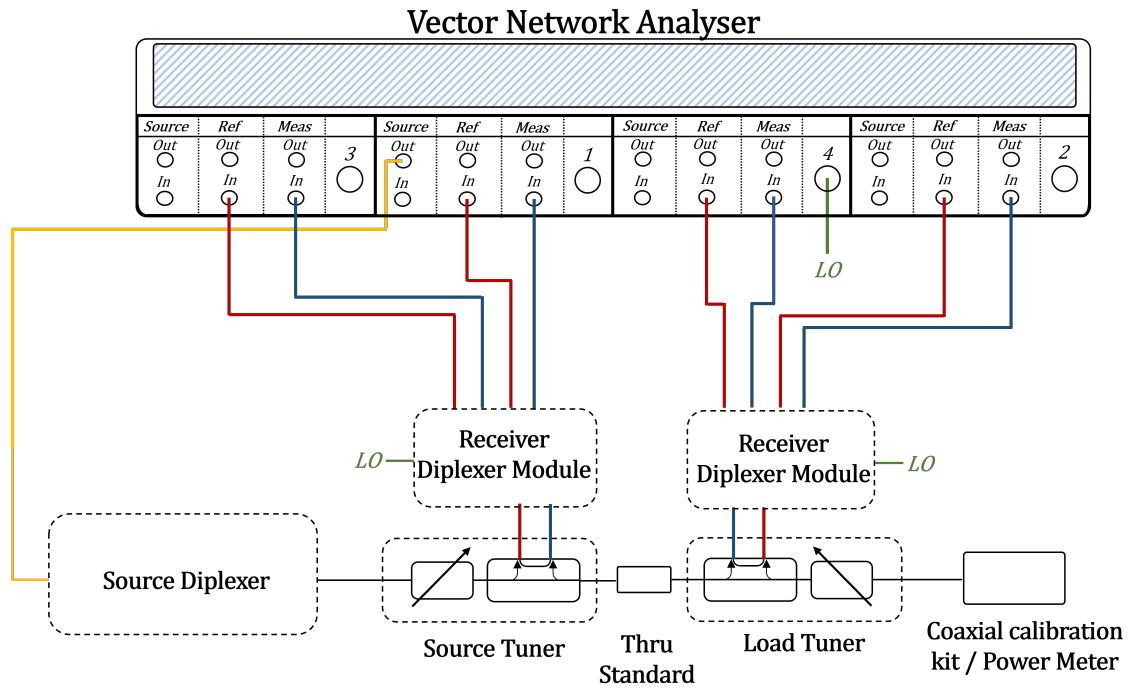 Vector Network Analyser
Source Ref Meas Source Ref Meas Source Ref Meas Source Ref Meas
Out Out Out 3 Out Out Out 1 Out Out Out 4 Out Out Out 2
In In In In In In In In In In In In
LO
Receiver
Diplexer Module
LO
Receiver
Diplexer Module
LO
Source Diplexer
Source Tuner
Thru
Standard
Load Tuner
Coaxial calibration
kit / Power Meter